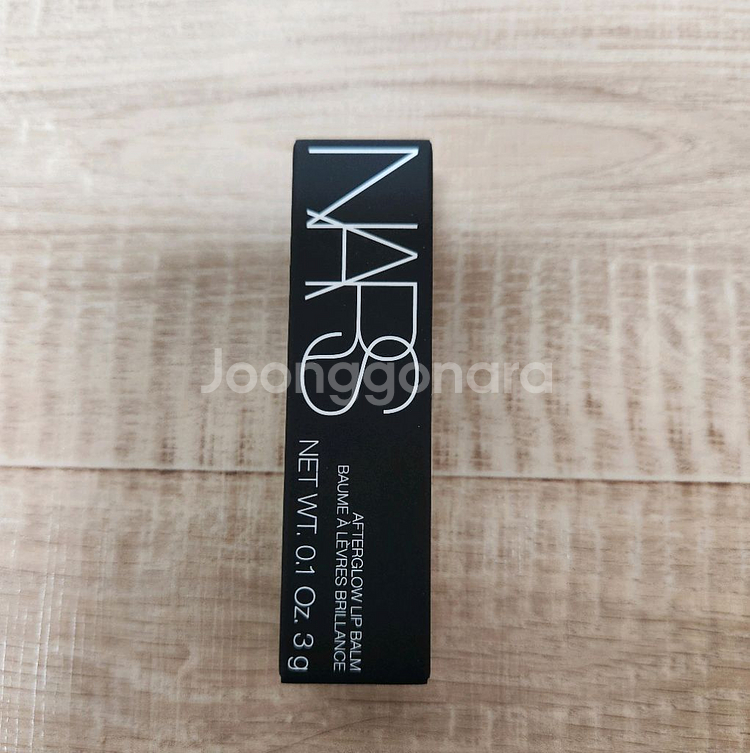 NARS
AFTERGLOW LIP BALM
BAUME À LÈVRES BRILLANCE
NET WT. 0.1 Oz. 3 g
Joonggonara